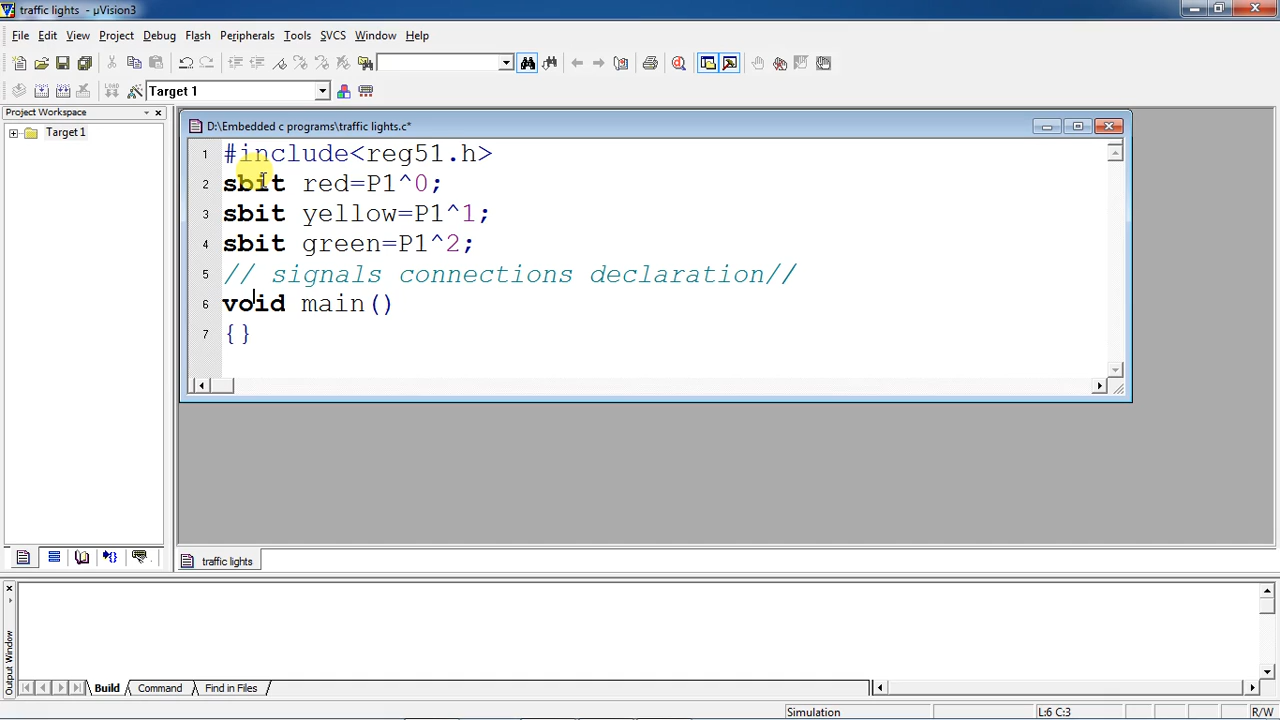 traffic lights - µVision3
File Edit View Project Debug Flash Peripherals Tools SVCS Window Help
LOAD Target 1
Project Workspace
Target 1
D:\Embedded c programs\traffic lights.c*
1 #include<reg51.h>
2 sbit red=P1^0;
3 sbit yellow=P1^1;
4 sbit green=P1^2;
5 // signals connections declaration//
6 void main()
7 {}
traffic lights
Output Window
Build Command Find in Files
Simulation L:6 C:3 R/W